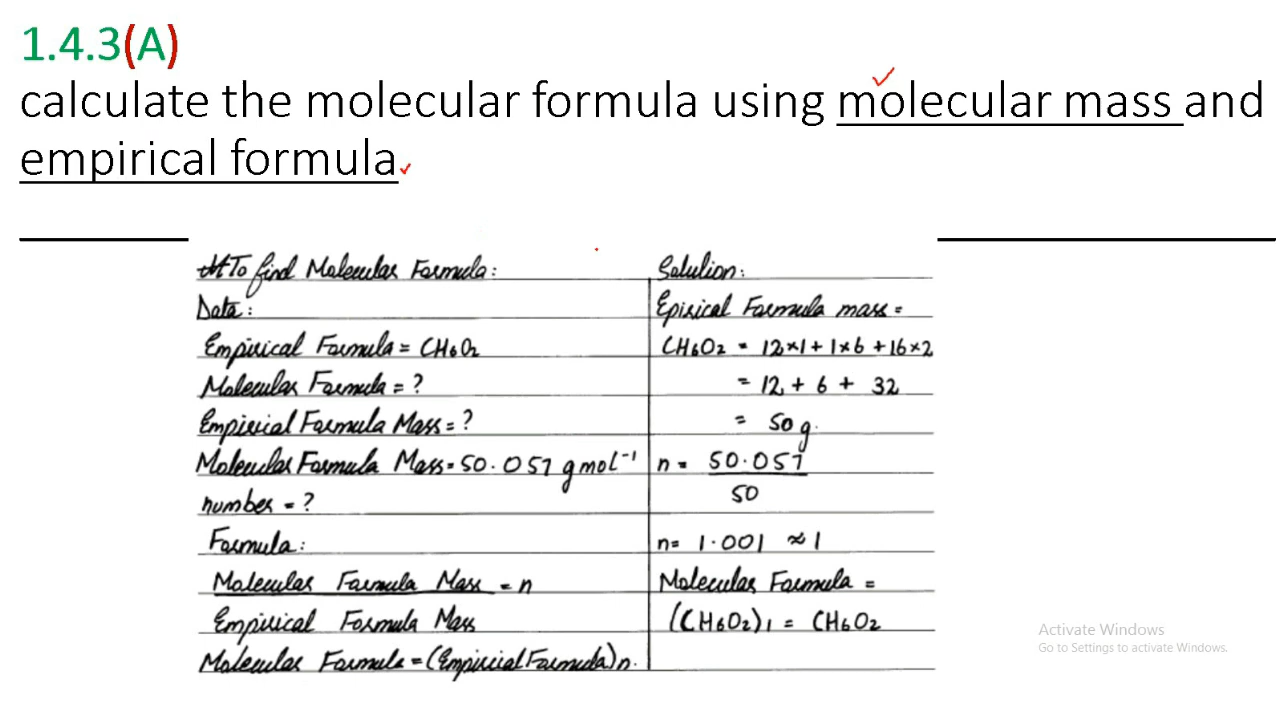 1.4.3(A)
calculate the molecular formula using molecular mass and
empirical formula
To find Molecular Formula:
Data:
Empirical Formula = CH6O2
Molecular Formula = ?
Empirical Formula Mass = ?
Molecular Formula Mass = 50.057 g mol⁻¹
number = ?
Formula:
Molecular Formula Mass = n
Empirical Formula Mass
Molecular Formula = (Empirical Formula)n.
Solution:
Epirical Formula mass =
CH6O2 = 12×1 + 1×6 + 16×2
= 12 + 6 + 32
= 50 g.
n = 50.057
50
n = 1.001 ≈ 1
Molecular Formula =
(CH6O2)1 = CH6O2
Activate Windows
Go to Settings to activate Windows.